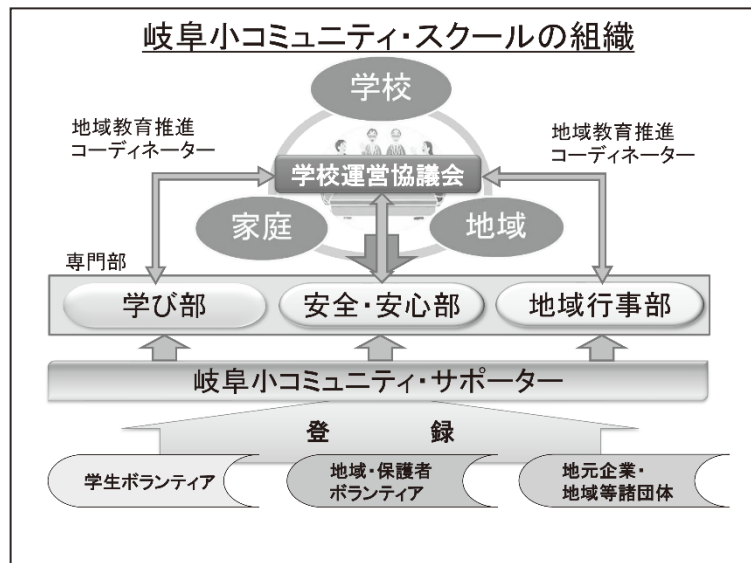 岐阜小コミュニティ・スクールの組織
学校
地域教育推進
コーディネーター
地域教育推進
コーディネーター
学校運営協議会
家庭
地域
専門部
学び部
安全・安心部
地域行事部
岐阜小コミュニティ・サポーター
登 録
学生ボランティア
地域・保護者
ボランティア
地元企業・
地域等諸団体